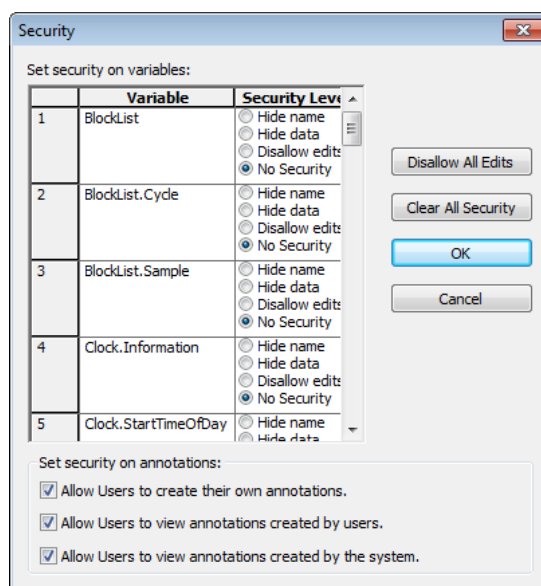 Security
Set security on variables:
Variable Security Leve
1 BlockList Hide name
Hide data
Disallow edits
No Security
2 BlockList.Cycle Hide name
Hide data
Disallow edits
No Security
3 BlockList.Sample Hide name
Hide data
Disallow edits
No Security
4 Clock.Information Hide name
Hide data
Disallow edits
No Security
5 Clock.StartTimeOfDay Hide name
Hide data
Disallow All Edits
Clear All Security
OK
Cancel
Set security on annotations:
Allow Users to create their own annotations.
Allow Users to view annotations created by users.
Allow Users to view annotations created by the system.